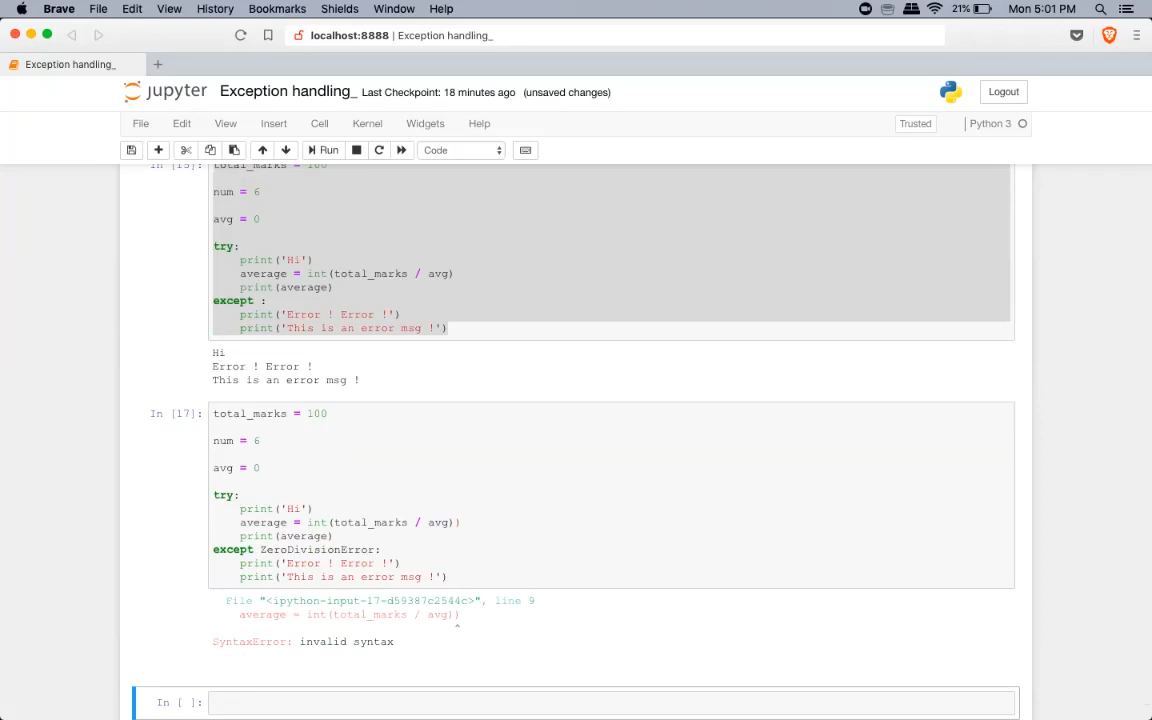 Brave File Edit View History Bookmarks Shields Window Help 21% Mon 5:01 PM
localhost:8888 | Exception handling_
Exception handling_
jupyter Exception handling_ Last Checkpoint: 18 minutes ago (unsaved changes) Logout
File Edit View Insert Cell Kernel Widgets Help Trusted Python 3
Run Code
In [15]: total_marks = 100
num = 6
avg = 0
try:
print('Hi')
average = int(total_marks / avg)
print(average)
except :
print('Error ! Error !')
print('This is an error msg !')
Hi
Error ! Error !
This is an error msg !
In [17]: total_marks = 100
num = 6
avg = 0
try:
print('Hi')
average = int(total_marks / avg))
print(average)
except ZeroDivisionError:
print('Error ! Error !')
print('This is an error msg !')
File "<ipython-input-17-d59387c2544c>", line 9
average = int(total_marks / avg))
^
SyntaxError: invalid syntax
In [ ]: